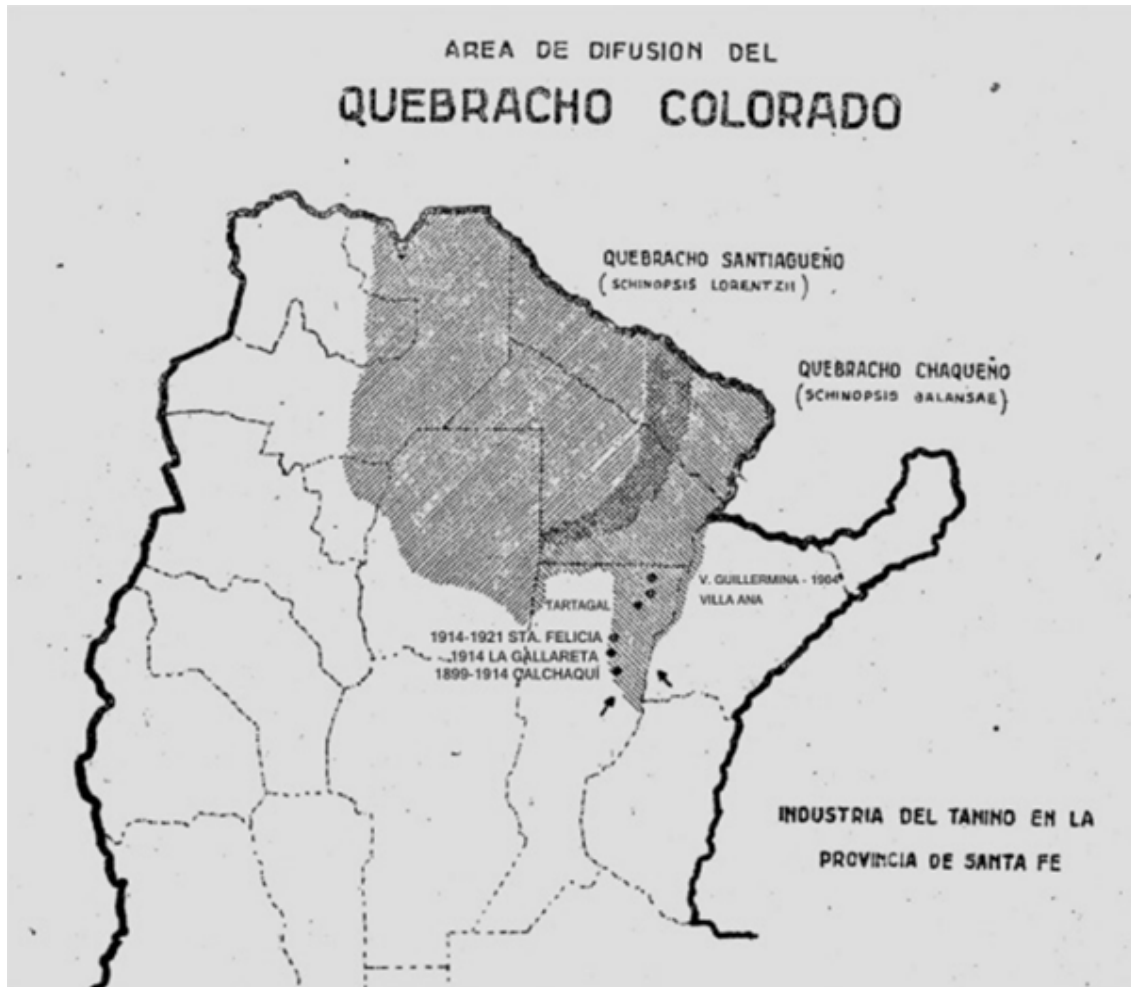 AREA DE DIFUSION DEL
QUEBRACHO COLORADO
QUEBRACHO SANTIAGUEÑO
(SCHINOPSIS LORENTZII)
QUEBRACHO CHAQUEÑO
(SCHINOPSIS BALANSAE)
V. GUILLERMINA - 1904
VILLA ANA
TARTAGAL
1914-1921 STA. FELICIA
1914 LA GALLARETA
1899-1914 CALCHAQUÍ
INDUSTRIA DEL TANINO EN LA
PROVINCIA DE SANTA FE